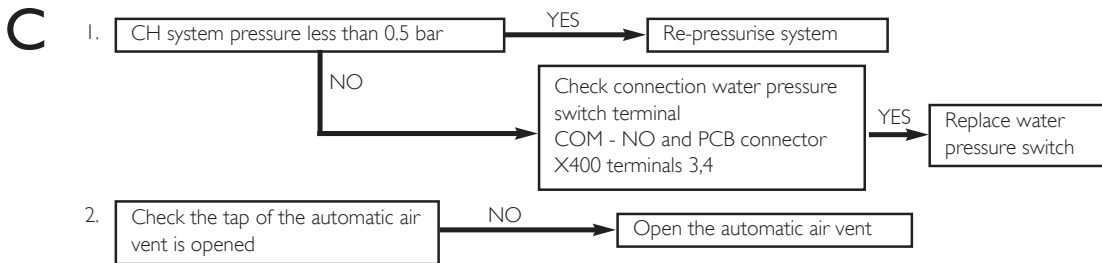 C
1. CH system pressure less than 0.5 bar YES Re-pressurise system
NO
Check connection water pressure
switch terminal
COM - NO and PCB connector
X400 terminals 3,4
YES
Replace water
pressure switch
2. Check the tap of the automatic air
vent is opened
NO
Open the automatic air vent